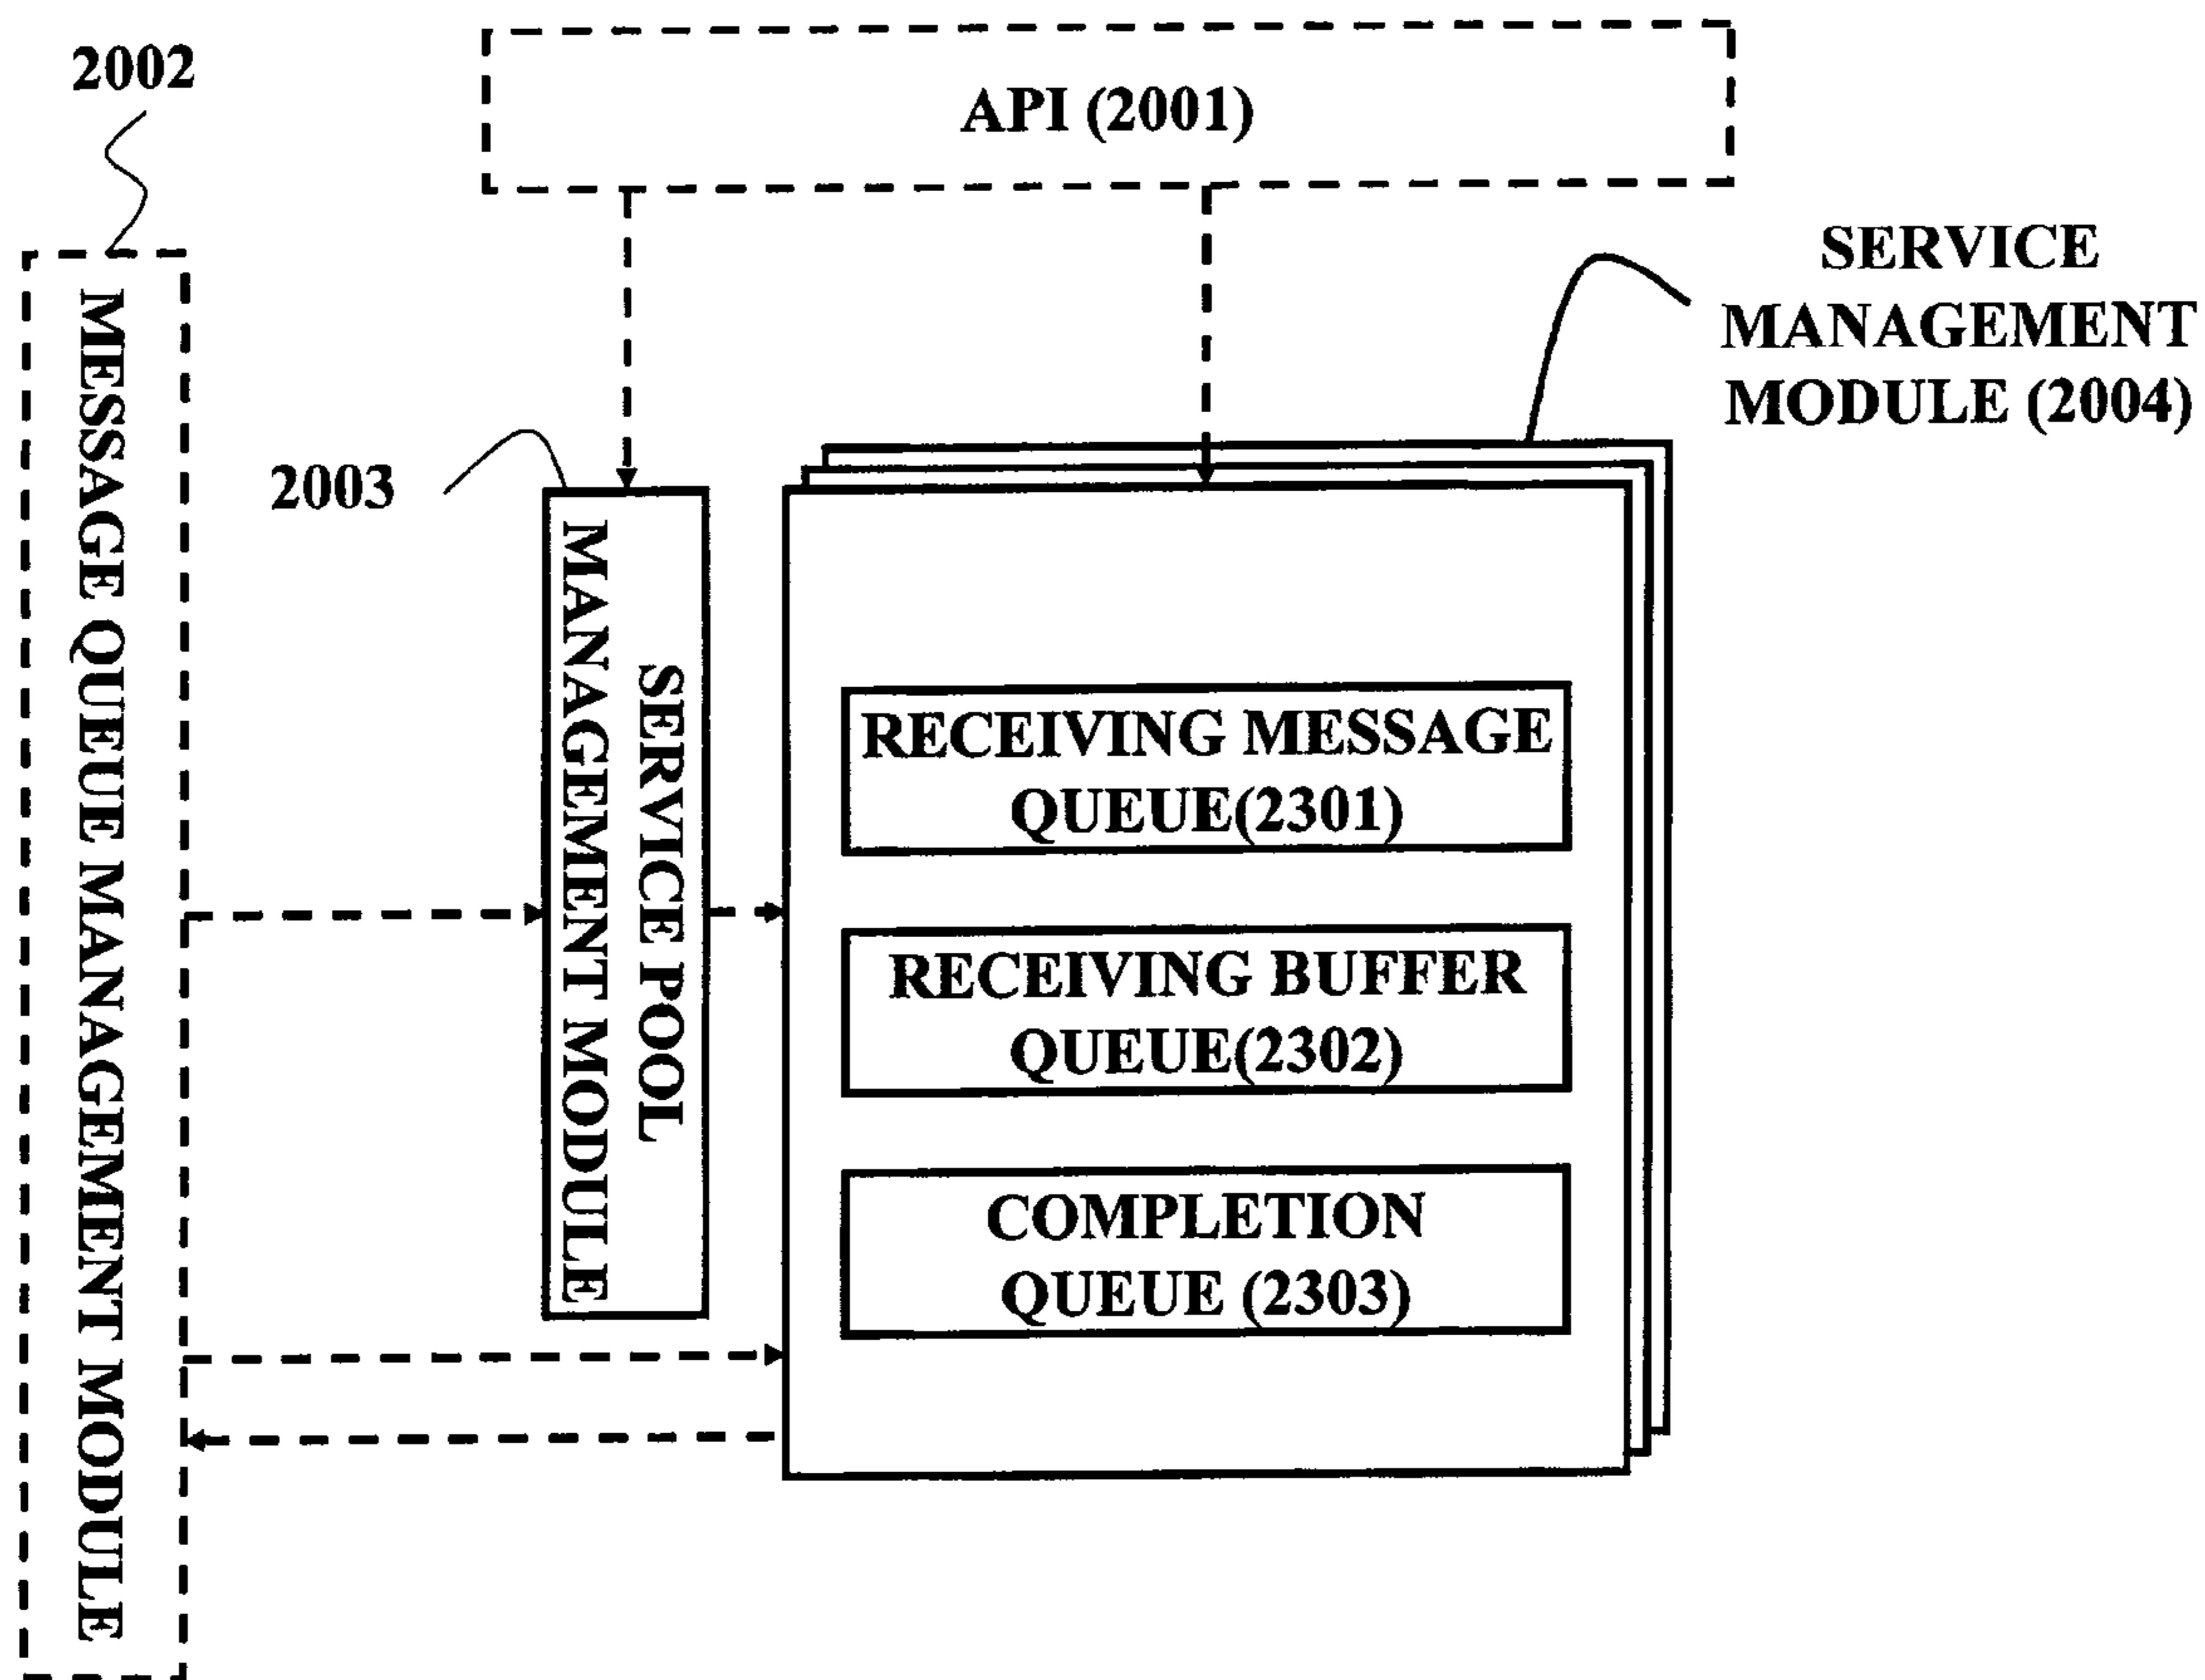 2002
API (2001)
SERVICE
MANAGEMENT
MODULE (2004)
2003
MESSAGE QUEUE MANAGEMENT MODULE
SERVICE POOL
MANAGEMENT MODULE
RECEIVING MESSAGE
QUEUE(2301)
RECEIVING BUFFER
QUEUE(2302)
COMPLETION
QUEUE (2303)